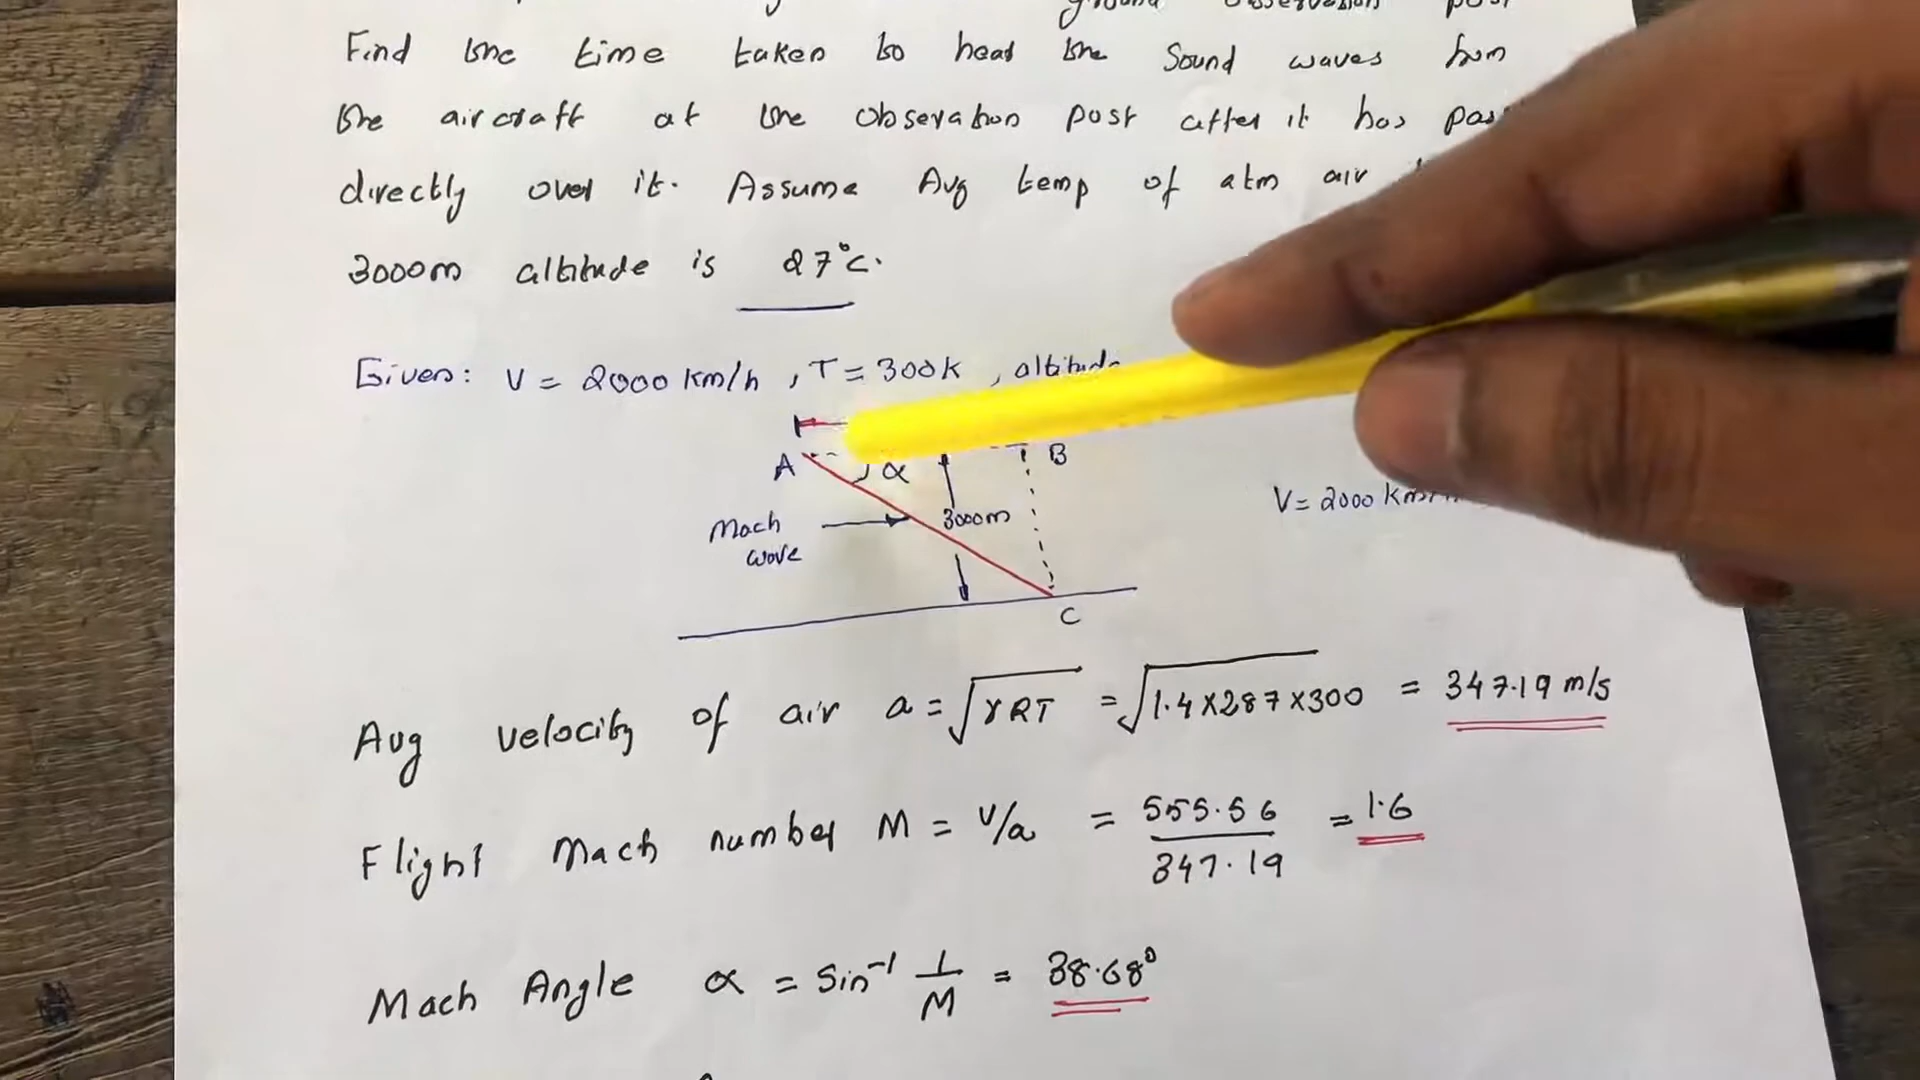 ground observation post
Find the time taken to hear the Sound waves from
the aircraft at the observation post after it has
directly over it. Assume Avg temp of atm air
3000m altitude is 27°C.
Given: V = 2000 km/h , T = 300K , altitude
A α B
3000m
V = 2000
Mach
wave
C
Avg velocity of air a = √γRT = √1.4×287×300 = 347.19 m/s
Flight Mach number M = V/a = 555.56 / 347.19 = 1.6
Mach Angle α = Sin⁻¹ 1/M = 38.68°